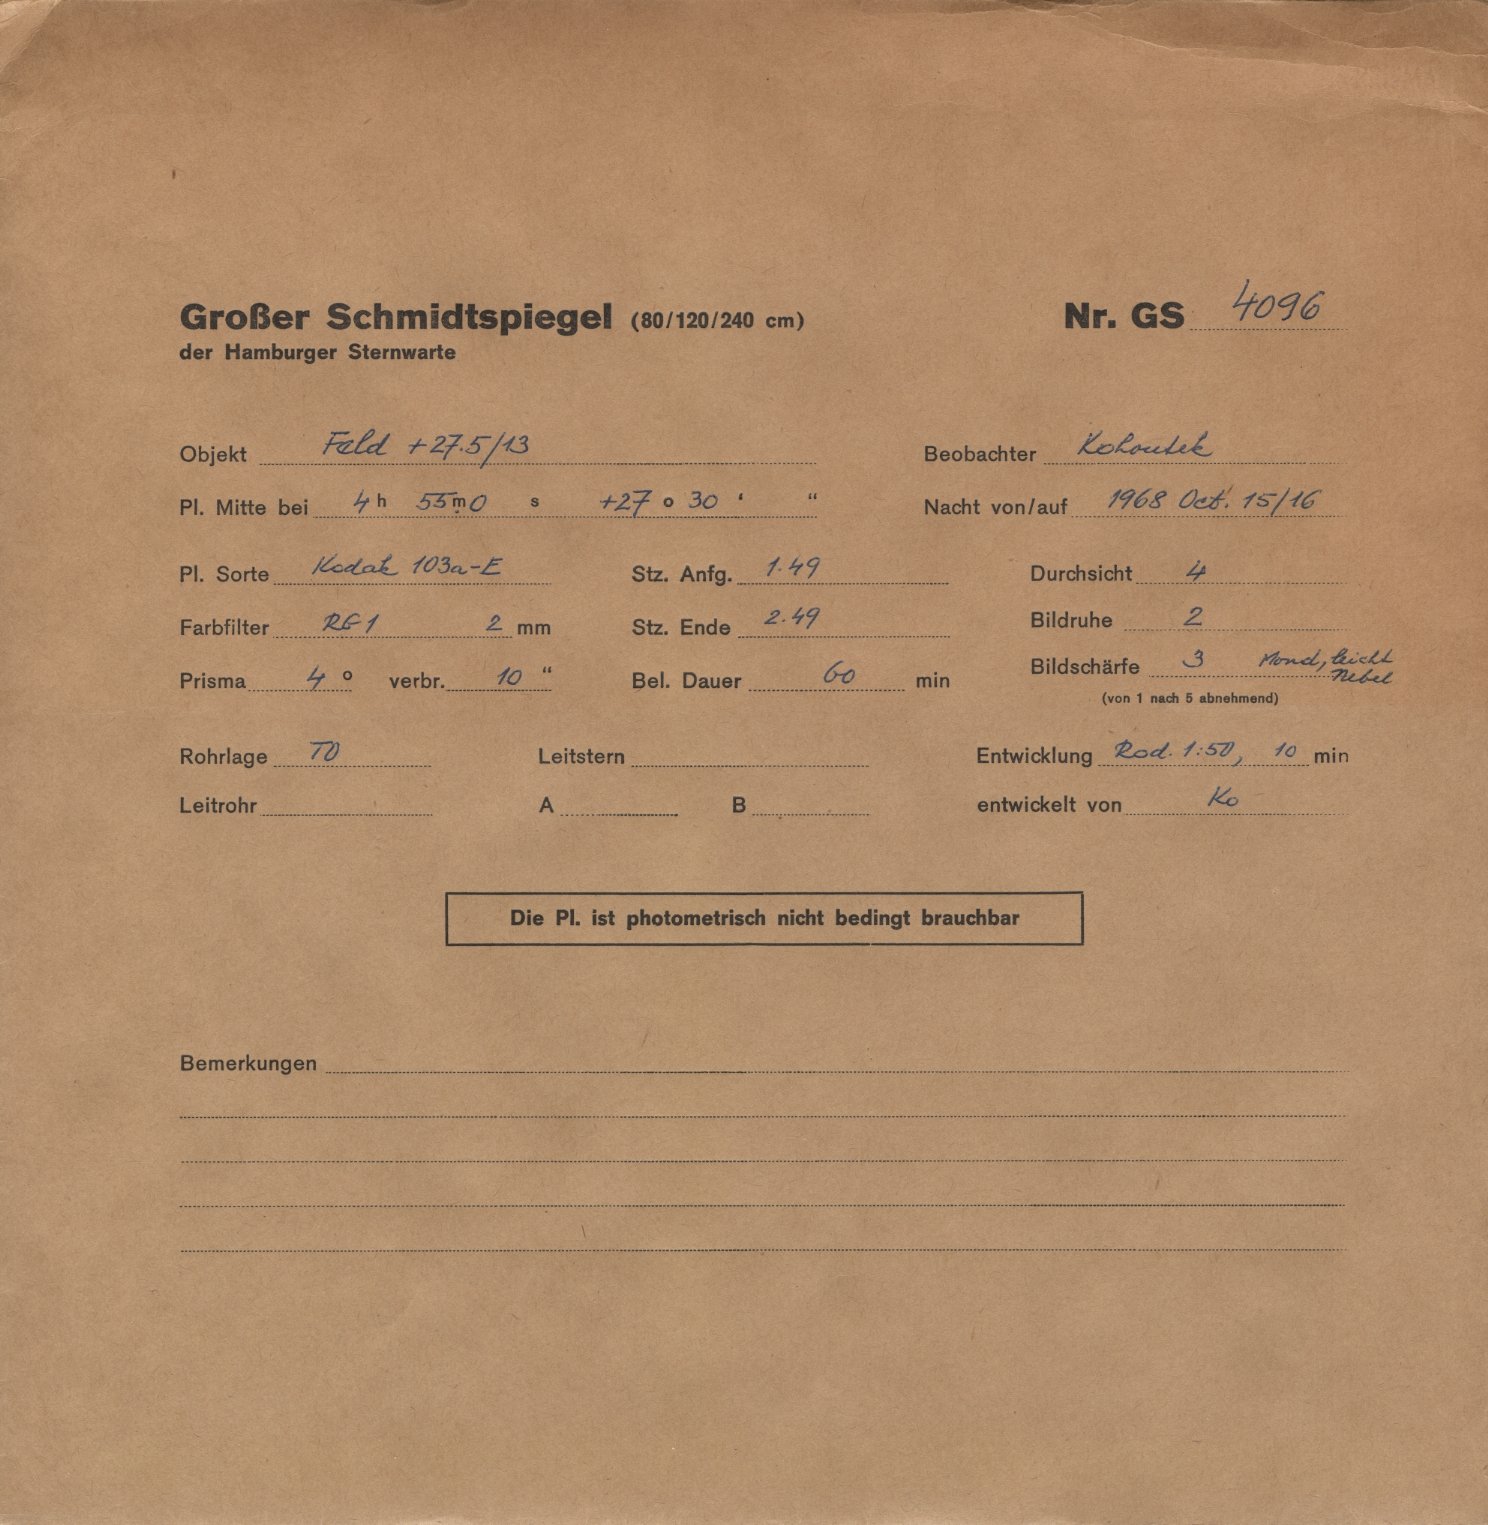 Großer Schmidtspiegel (80/120/240 cm) Nr. GS 4096
der Hamburger Sternwarte
Objekt Feld +27.5/13 Beobachter Kohoutek
Pl. Mitte bei 4 h 55 m 0 s +27 o 30 ‘ “ Nacht von/auf 1968 Oct. 15/16
Pl. Sorte Kodak 103a-E Stz. Anfg. 1.49 Durchsicht 4
Farbfilter RG1 2 mm Stz. Ende 2.49 Bildruhe 2
Prisma 4 o verbr. 10 “ Bel. Dauer 60 min Bildschärfe 3 Mond, leicht Nebel
(von 1 nach 5 abnehmend)
Rohrlage TO Leitstern Entwicklung Rod. 1:50, 10 min
Leitrohr A B entwickelt von Ko
Die Pl. ist photometrisch nicht bedingt brauchbar
Bemerkungen